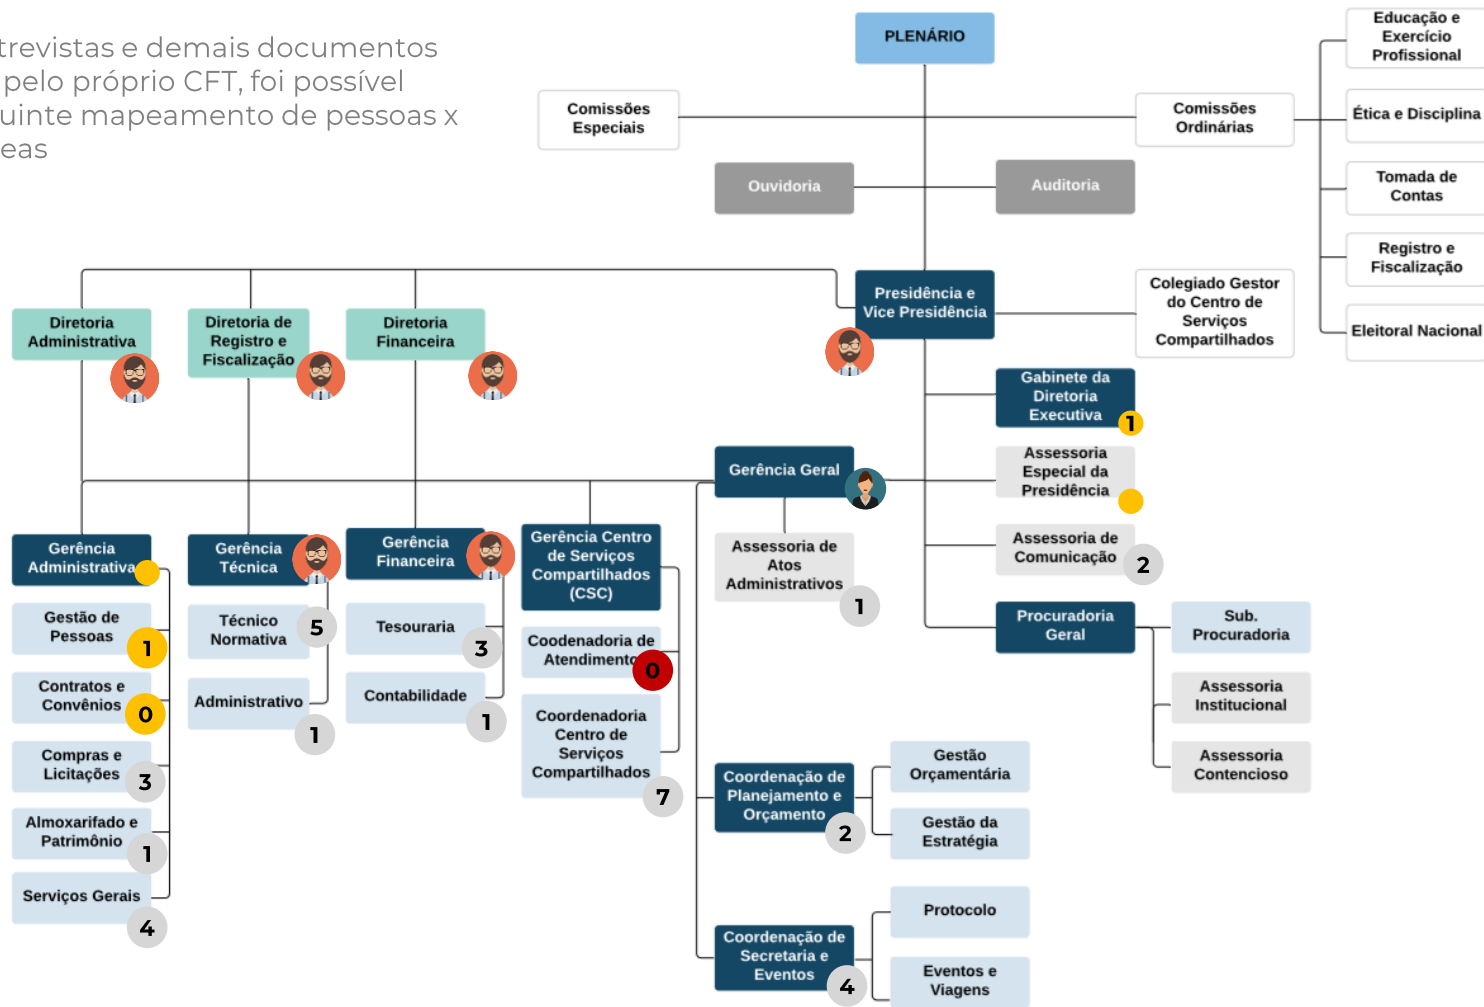 trevistas e demais documentos
pelo próprio CFT, foi possível
uinte mapeamento de pessoas x
eas
PLENÁRIO
Comissões
Especiais
Comissões
Ordinárias
Educação e
Exercício
Profissional
Ética e Disciplina
Tomada de
Contas
Registro e
Fiscalização
Eleitoral Nacional
Ouvidoria
Auditoria
Presidência e
Vice Presidência
Colegiado Gestor
do Centro de
Serviços
Compartilhados
Diretoria
Administrativa
Diretoria de
Registro e
Fiscalização
Diretoria
Financeira
Gabinete da
Diretoria
Executiva
1
Assessoria
Especial da
Presidência
Assessoria de
Comunicação
2
Procuradoria
Geral
Sub.
Procuradoria
Assessoria
Institucional
Assessoria
Contencioso
Gerência Geral
Assessoria de
Atos
Administrativos
1
Gerência
Administrativa
Gestão de
Pessoas
1
Contratos e
Convênios
0
Compras e
Licitações
3
Almoxarifado e
Patrimônio
1
Serviços Gerais
4
Gerência
Técnica
Técnico
Normativa
5
Administrativo
1
Gerência
Financeira
Tesouraria
3
Contabilidade
1
Gerência Centro
de Serviços
Compartilhados
(CSC)
Coodenadoria de
Atendimento
0
Coordenadoria
Centro de
Serviços
Compartilhados
7
Coordenação de
Planejamento e
Orçamento
2
Gestão
Orçamentária
Gestão da
Estratégia
Coordenação de
Secretaria e
Eventos
4
Protocolo
Eventos e
Viagens